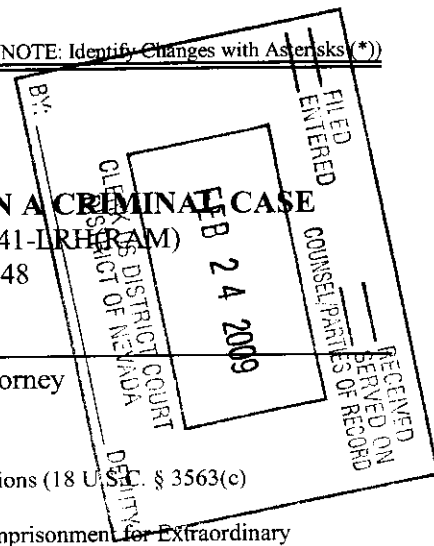 NOTE: Identify Changes with Asterisks (*))
N A CRIMINAL CASE
41-LRH(RAM)
48
orney
ions (18 U.S.C. § 3563(c)
mprisonment for Extraordinary
FILED
ENTERED
RECEIVED
SERVED ON
COUNSEL/PARTIES OF RECORD
FEB 24 2009
CLERK US DISTRICT COURT
DISTRICT OF NEVADA
BY:
DEPUTY